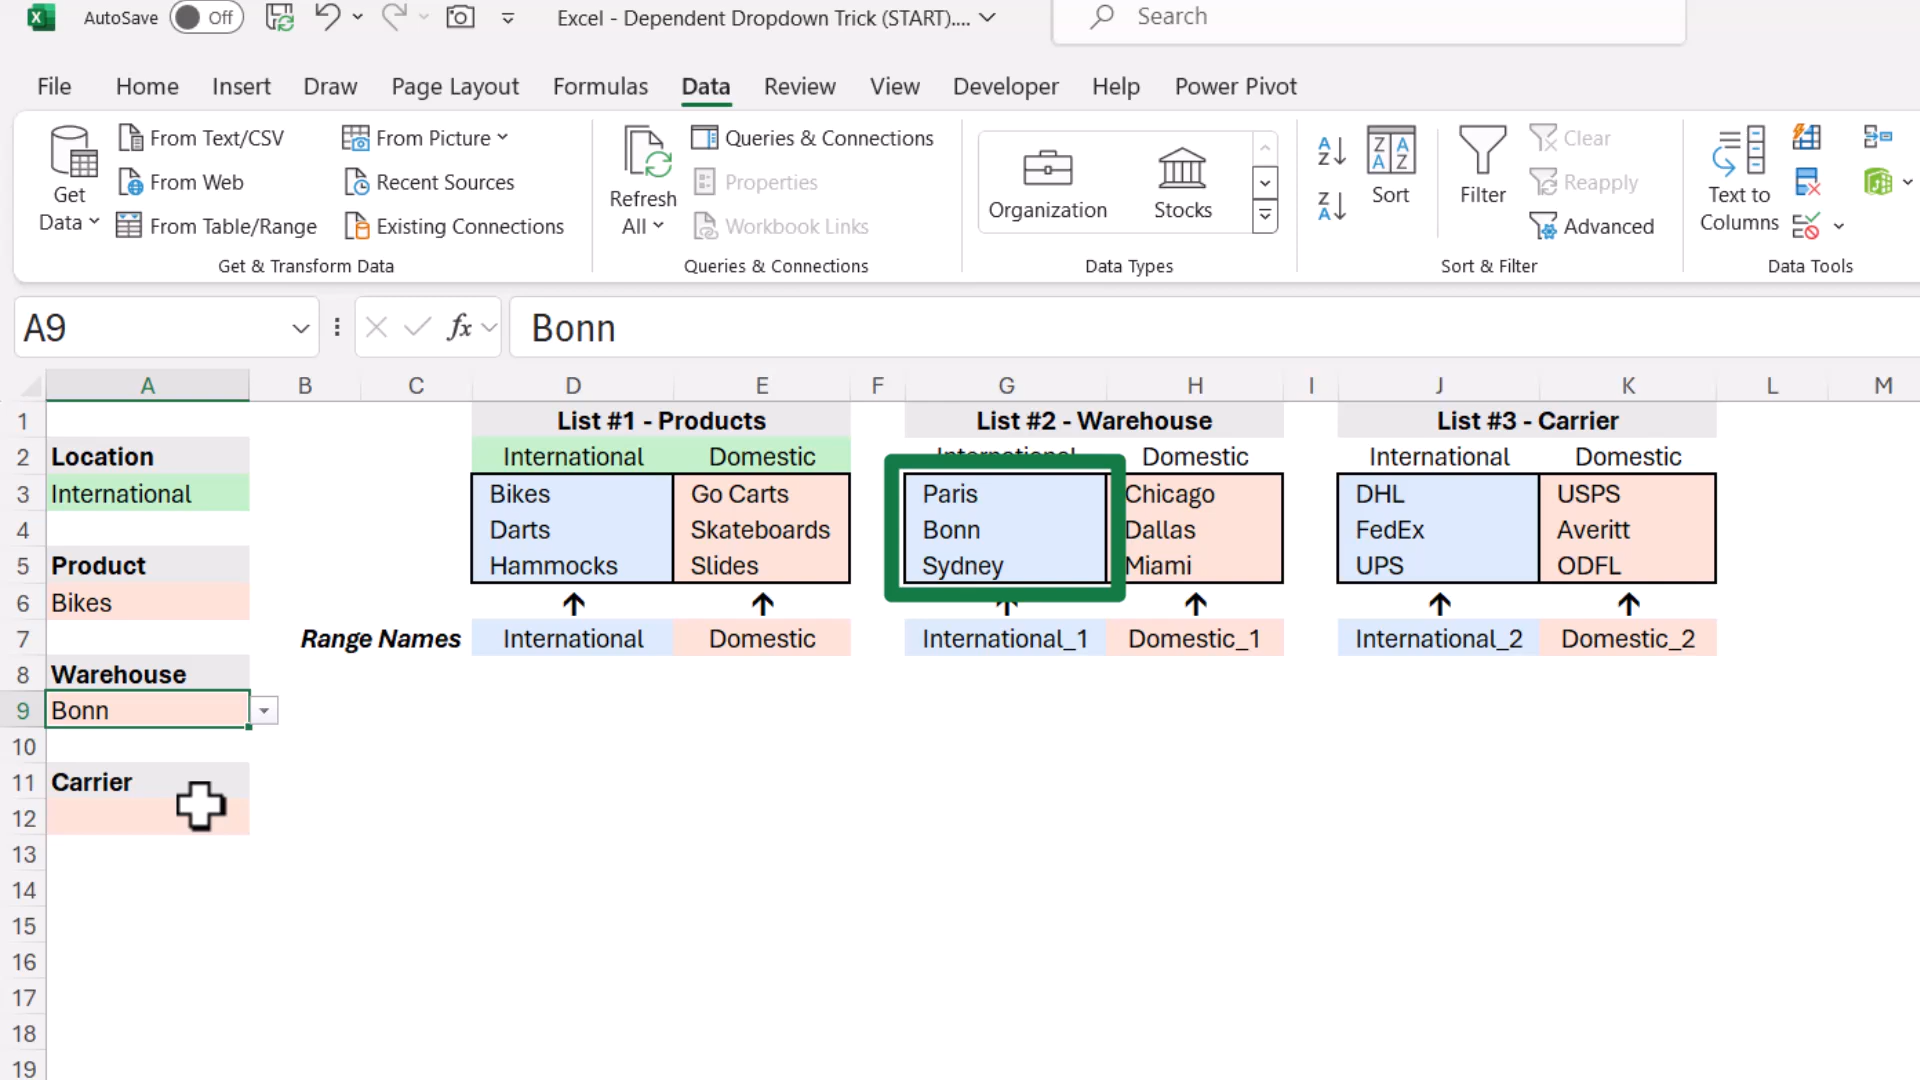 AutoSave Off Excel - Dependent Dropdown Trick (START).... Search
File Home Insert Draw Page Layout Formulas Data Review View Developer Help Power Pivot
Get Data
From Text/CSV
From Web
From Table/Range
From Picture
Recent Sources
Existing Connections
Get & Transform Data
Refresh All
Queries & Connections
Properties
Workbook Links
Queries & Connections
Organization
Stocks
Data Types
A Z
Z A
Z A A Z
Sort
Filter
Clear
Reapply
Advanced
Sort & Filter
Text to Columns
Data Tools
A9 fx Bonn
A B C D E F G H I J K L M
1 List #1 - Products List #2 - Warehouse List #3 - Carrier
2 Location International Domestic International Domestic International Domestic
3 International Bikes Go Carts Paris Chicago DHL USPS
4 Darts Skateboards Bonn Dallas FedEx Averitt
5 Product Hammocks Slides Sydney Miami UPS ODFL
6 Bikes
7 Range Names International Domestic International_1 Domestic_1 International_2 Domestic_2
8 Warehouse
9 Bonn
10
11 Carrier
12
13
14
15
16
17
18
19